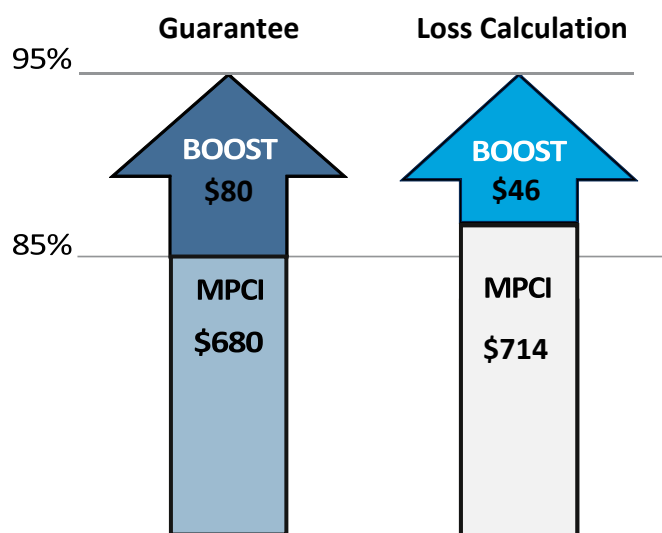 Guarantee
Loss Calculation
95%
BOOST
$80
BOOST
$46
85%
MPCI
$680
MPCI
$714